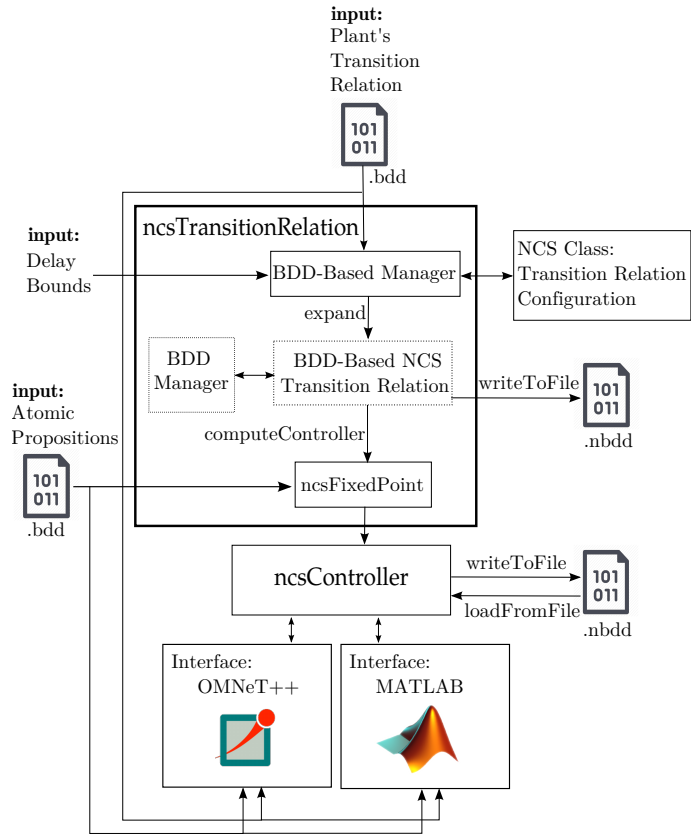 input:
Plant's
Transition
Relation
101
011
.bdd
ncsTransitionRelation
input:
Delay
Bounds
BDD-Based Manager
NCS Class:
Transition Relation
Configuration
expand
BDD
Manager
BDD-Based NCS
Transition Relation
writeToFile
101
011
.nbdd
input:
Atomic
Propositions
101
011
.bdd
computeController
ncsFixedPoint
ncsController
writeToFile
loadFromFile
101
011
.nbdd
Interface:
OMNeT++
Interface:
MATLAB